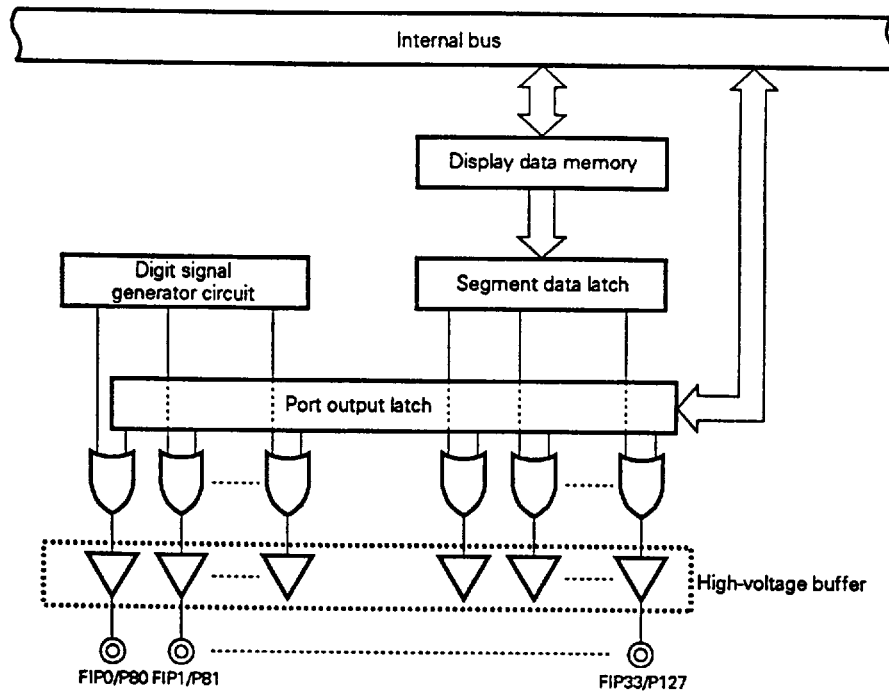 Internal bus
Display data memory
Digit signal
generator circuit
Segment data latch
Port output latch
High-voltage buffer
FIP0/P80 FIP1/P81
FIP33/P127